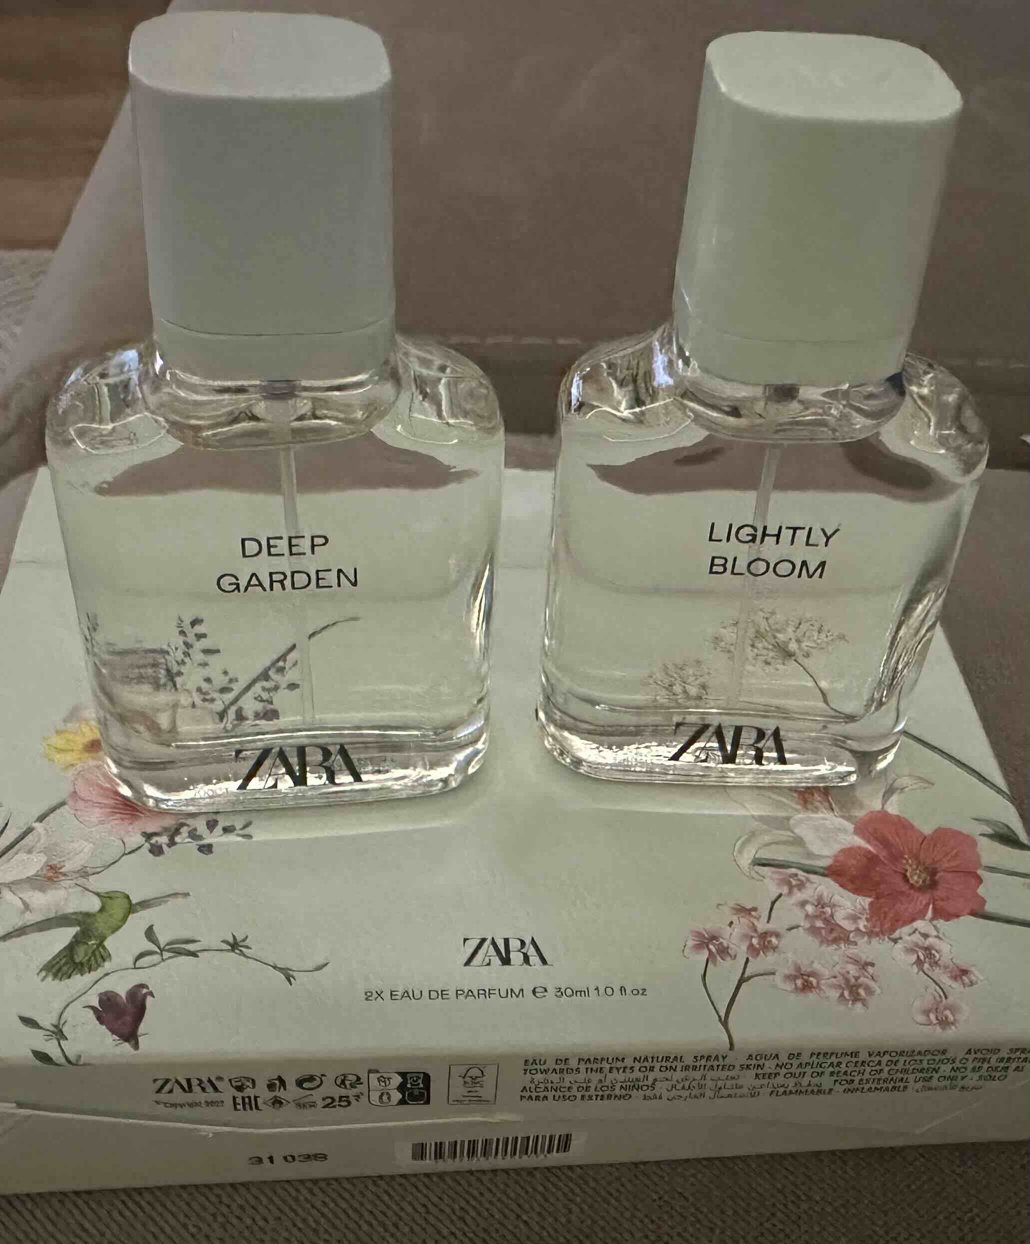 DEEP
GARDEN
ZARA
LIGHTLY
BLOOM
ZARA
ZARA
2X EAU DE PARFUM ℮ 30ml 1.0 fl.oz
ZARA
EAU DE PARFUM NATURAL SPRAY · AGUA DE PERFUME VAPORIZADOR · AVOID
TOWARDS THE EYES OR ON IRRITATED SKIN · NO APLICAR CERCA DE LOS OJOS O PIEL
KEEP OUT OF REACH OF CHILDREN · NO SE DEJE AL
ALCANCE DE LOS NIÑOS · FOR EXTERNAL USE ONLY · SOLO
PARA USO EXTERNO · FLAMMABLE · INFLAMABLE
EAC
31 038